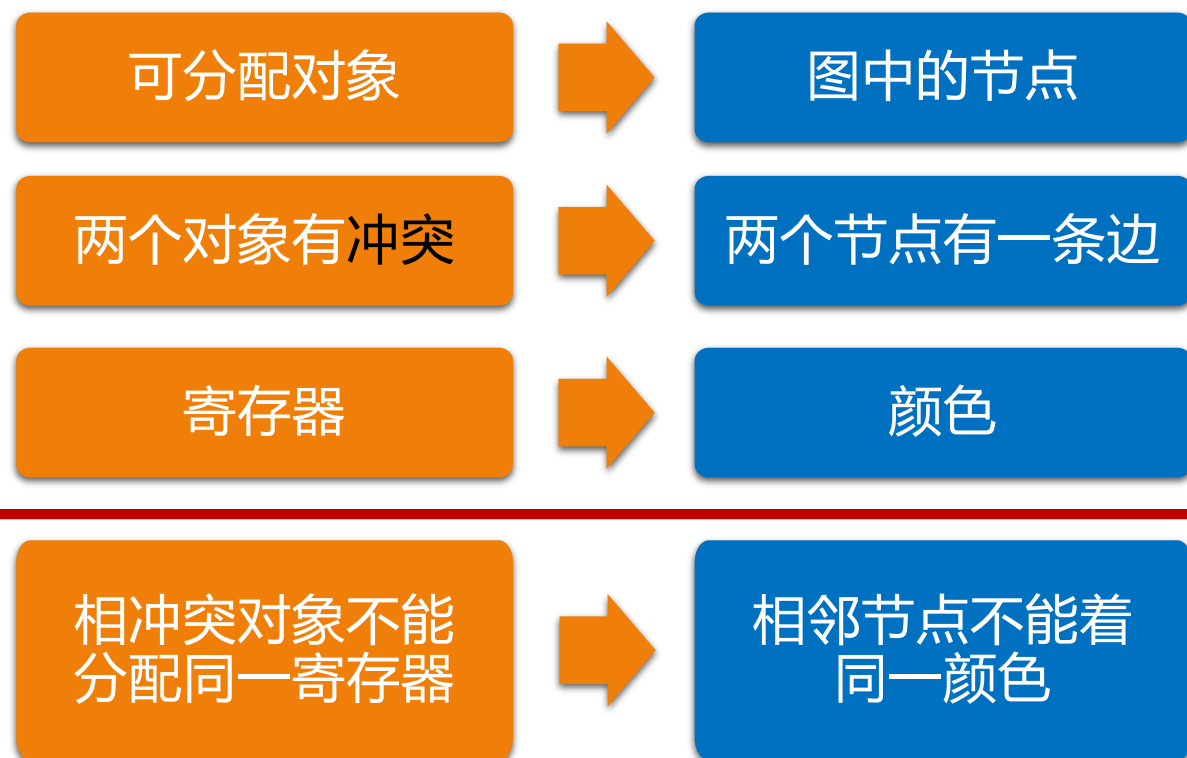 可分配对象
图中的节点
两个对象有冲突
两个节点有一条边
寄存器
颜色
相冲突对象不能
分配同一寄存器
相邻节点不能着
同一颜色